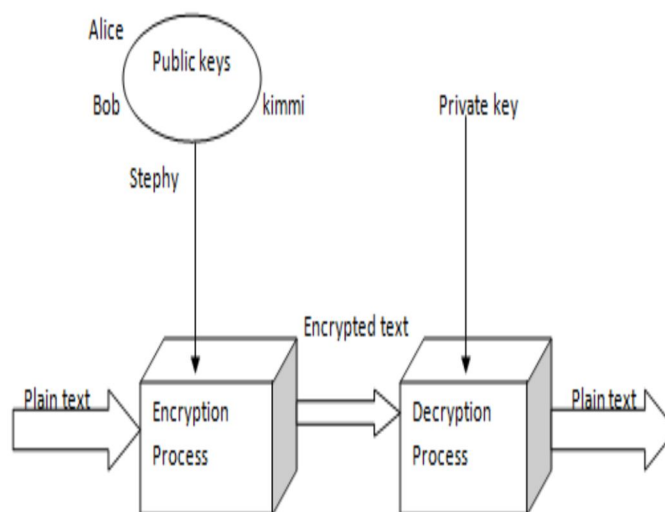 Alice
Public keys
Bob
kimmi
Private key
Stephy
Encrypted text
Plain text
Encryption
Process
Decryption
Process
Plain text